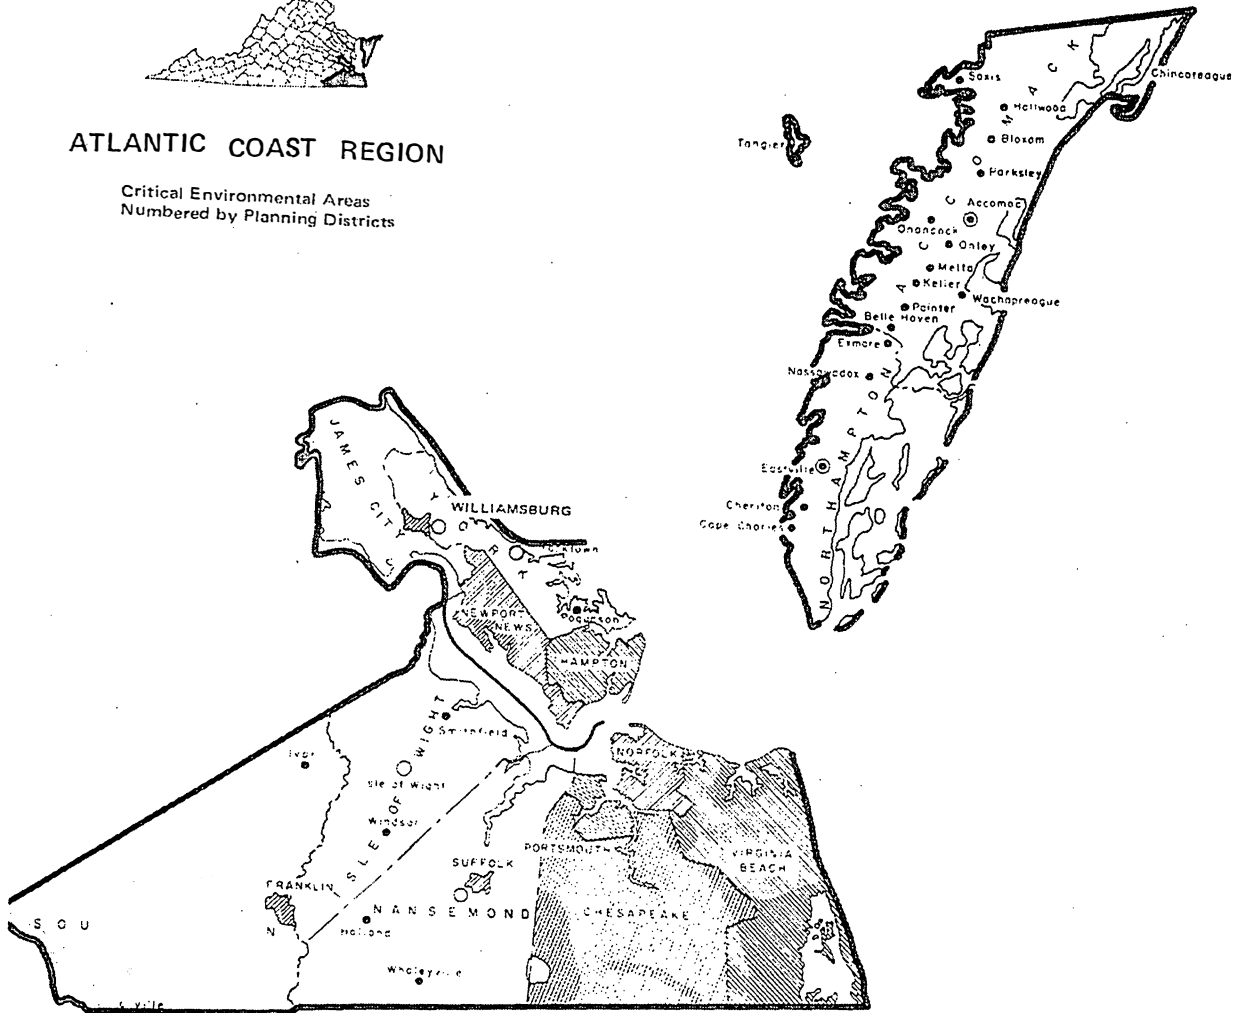 ATLANTIC COAST REGION
Critical Environmental Areas
Numbered by Planning Districts
ACCOMACK
Saxis
Chincoteague
Hallwood
Bloxom
Tangier
Parksley
Accomac
Onancock
Onley
Melfa
Keller
Wachapreague
Painter
Belle Haven
Exmore
Nassawadox
NORTHAMPTON
Eastville
Cheriton
Cape Charles
JAMES CITY
YORK
WILLIAMSBURG
Poquoson
NEWPORT
NEWS
HAMPTON
ISLE OF WIGHT
Smithfield
Ivor
Isle of Wight
Windsor
NORFOLK
PORTSMOUTH
VIRGINIA
BEACH
SUFFOLK
FRANKLIN
NANSEMOND
CHESAPEAKE
SOU
N
Holland
Whaleyville